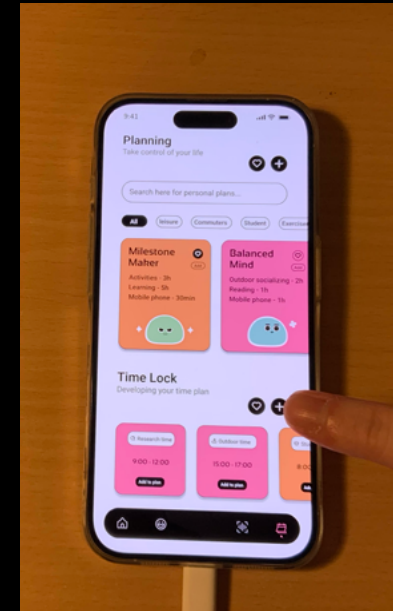 9:41
Planning
Take control of your life
Search here for personal plans...
All
leisure
Commuters
Student
Exercise
Milestone Maker
Activities - 3h
Learning - 5h
Mobile phone - 30min
Balanced Mind
Outdoor socializing - 2h
Reading - 1h
Mobile phone - 1h
Time Lock
Developing your time plan
Research time
9:00 - 12:00
Add to plan
Outdoor time
15:00 - 17:00
Add to plan
8:00